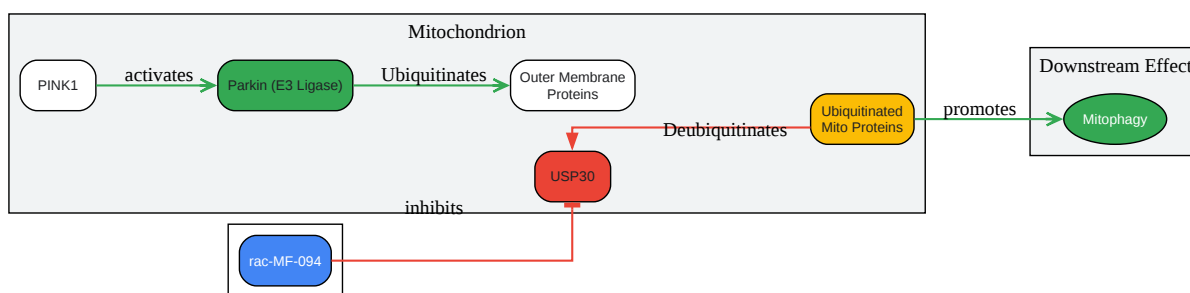 Mitochondrion
PINK1
activates
Parkin (E3 Ligase)
Ubiquitinates
Outer Membrane
Proteins
Ubiquitinated
Mito Proteins
Deubiquitinates
USP30
promotes
Downstream Effect
Mitophagy
inhibits
rac-MF-094